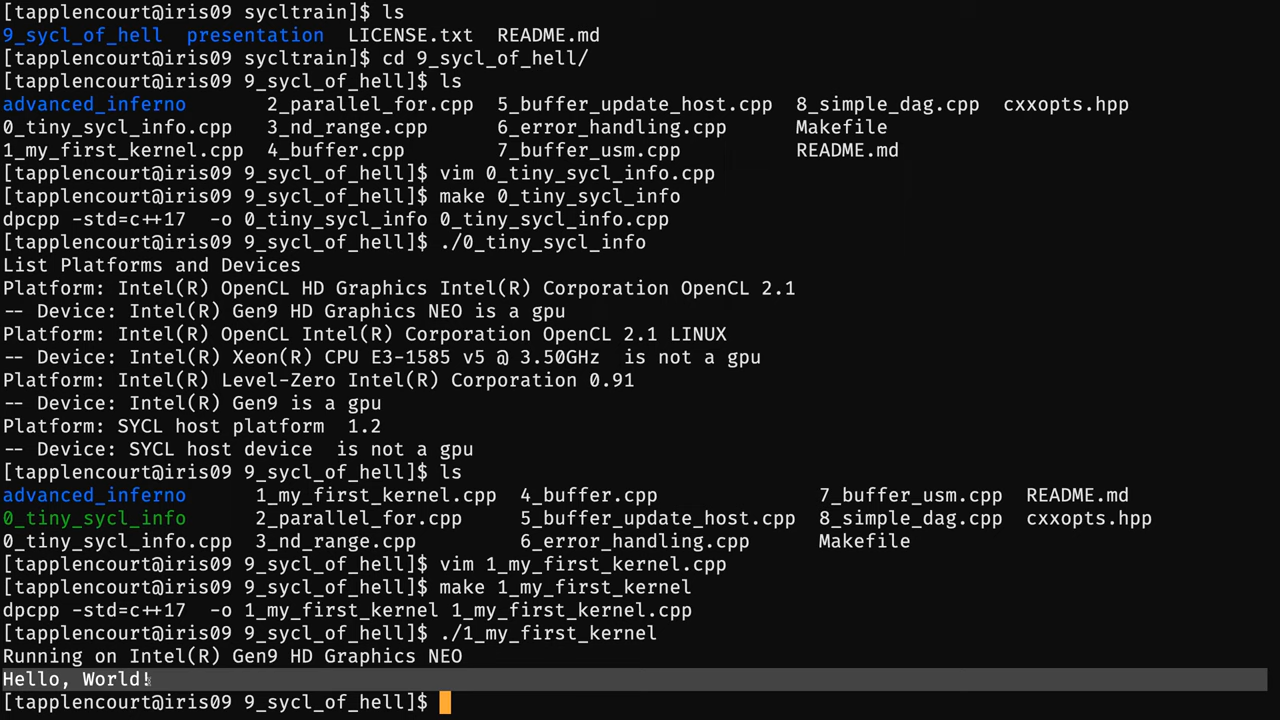 [tapplencourt@iris09 sycltrain]$ ls
9_sycl_of_hell  presentation  LICENSE.txt  README.md
[tapplencourt@iris09 sycltrain]$ cd 9_sycl_of_hell/
[tapplencourt@iris09 9_sycl_of_hell]$ ls
advanced_inferno       2_parallel_for.cpp  5_buffer_update_host.cpp  8_simple_dag.cpp  cxxopts.hpp
0_tiny_sycl_info.cpp   3_nd_range.cpp      6_error_handling.cpp      Makefile
1_my_first_kernel.cpp  4_buffer.cpp        7_buffer_usm.cpp          README.md
[tapplencourt@iris09 9_sycl_of_hell]$ vim 0_tiny_sycl_info.cpp
[tapplencourt@iris09 9_sycl_of_hell]$ make 0_tiny_sycl_info
dpcpp -std=c++17  -o 0_tiny_sycl_info 0_tiny_sycl_info.cpp
[tapplencourt@iris09 9_sycl_of_hell]$ ./0_tiny_sycl_info
List Platforms and Devices
Platform: Intel(R) OpenCL HD Graphics Intel(R) Corporation OpenCL 2.1
-- Device: Intel(R) Gen9 HD Graphics NEO is a gpu
Platform: Intel(R) OpenCL Intel(R) Corporation OpenCL 2.1 LINUX
-- Device: Intel(R) Xeon(R) CPU E3-1585 v5 @ 3.50GHz  is not a gpu
Platform: Intel(R) Level-Zero Intel(R) Corporation 0.91
-- Device: Intel(R) Gen9 is a gpu
Platform: SYCL host platform  1.2
-- Device: SYCL host device  is not a gpu
[tapplencourt@iris09 9_sycl_of_hell]$ ls
advanced_inferno      1_my_first_kernel.cpp  4_buffer.cpp              7_buffer_usm.cpp  README.md
0_tiny_sycl_info      2_parallel_for.cpp     5_buffer_update_host.cpp  8_simple_dag.cpp  cxxopts.hpp
0_tiny_sycl_info.cpp  3_nd_range.cpp         6_error_handling.cpp      Makefile
[tapplencourt@iris09 9_sycl_of_hell]$ vim 1_my_first_kernel.cpp
[tapplencourt@iris09 9_sycl_of_hell]$ make 1_my_first_kernel
dpcpp -std=c++17  -o 1_my_first_kernel 1_my_first_kernel.cpp
[tapplencourt@iris09 9_sycl_of_hell]$ ./1_my_first_kernel
Running on Intel(R) Gen9 HD Graphics NEO
Hello, World!
[tapplencourt@iris09 9_sycl_of_hell]$